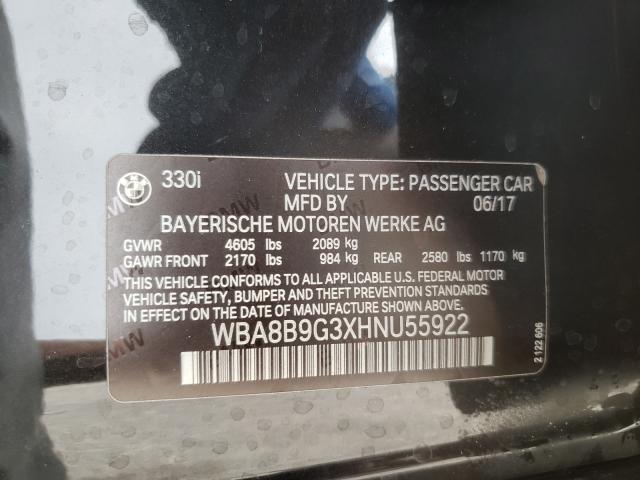 330i VEHICLE TYPE: PASSENGER CAR
MFD BY 06/17
BAYERISCHE MOTOREN WERKE AG
GVWR 4605 lbs 2089 kg
GAWR FRONT 2170 lbs 984 kg REAR 2580 lbs 1170 kg
THIS VEHICLE CONFORMS TO ALL APPLICABLE U.S. FEDERAL MOTOR
VEHICLE SAFETY, BUMPER AND THEFT PREVENTION STANDARDS
IN EFFECT ON THE DATE OF MANUFACTURE SHOWN ABOVE.
WBA8B9G3XHNU55922
2 122 606